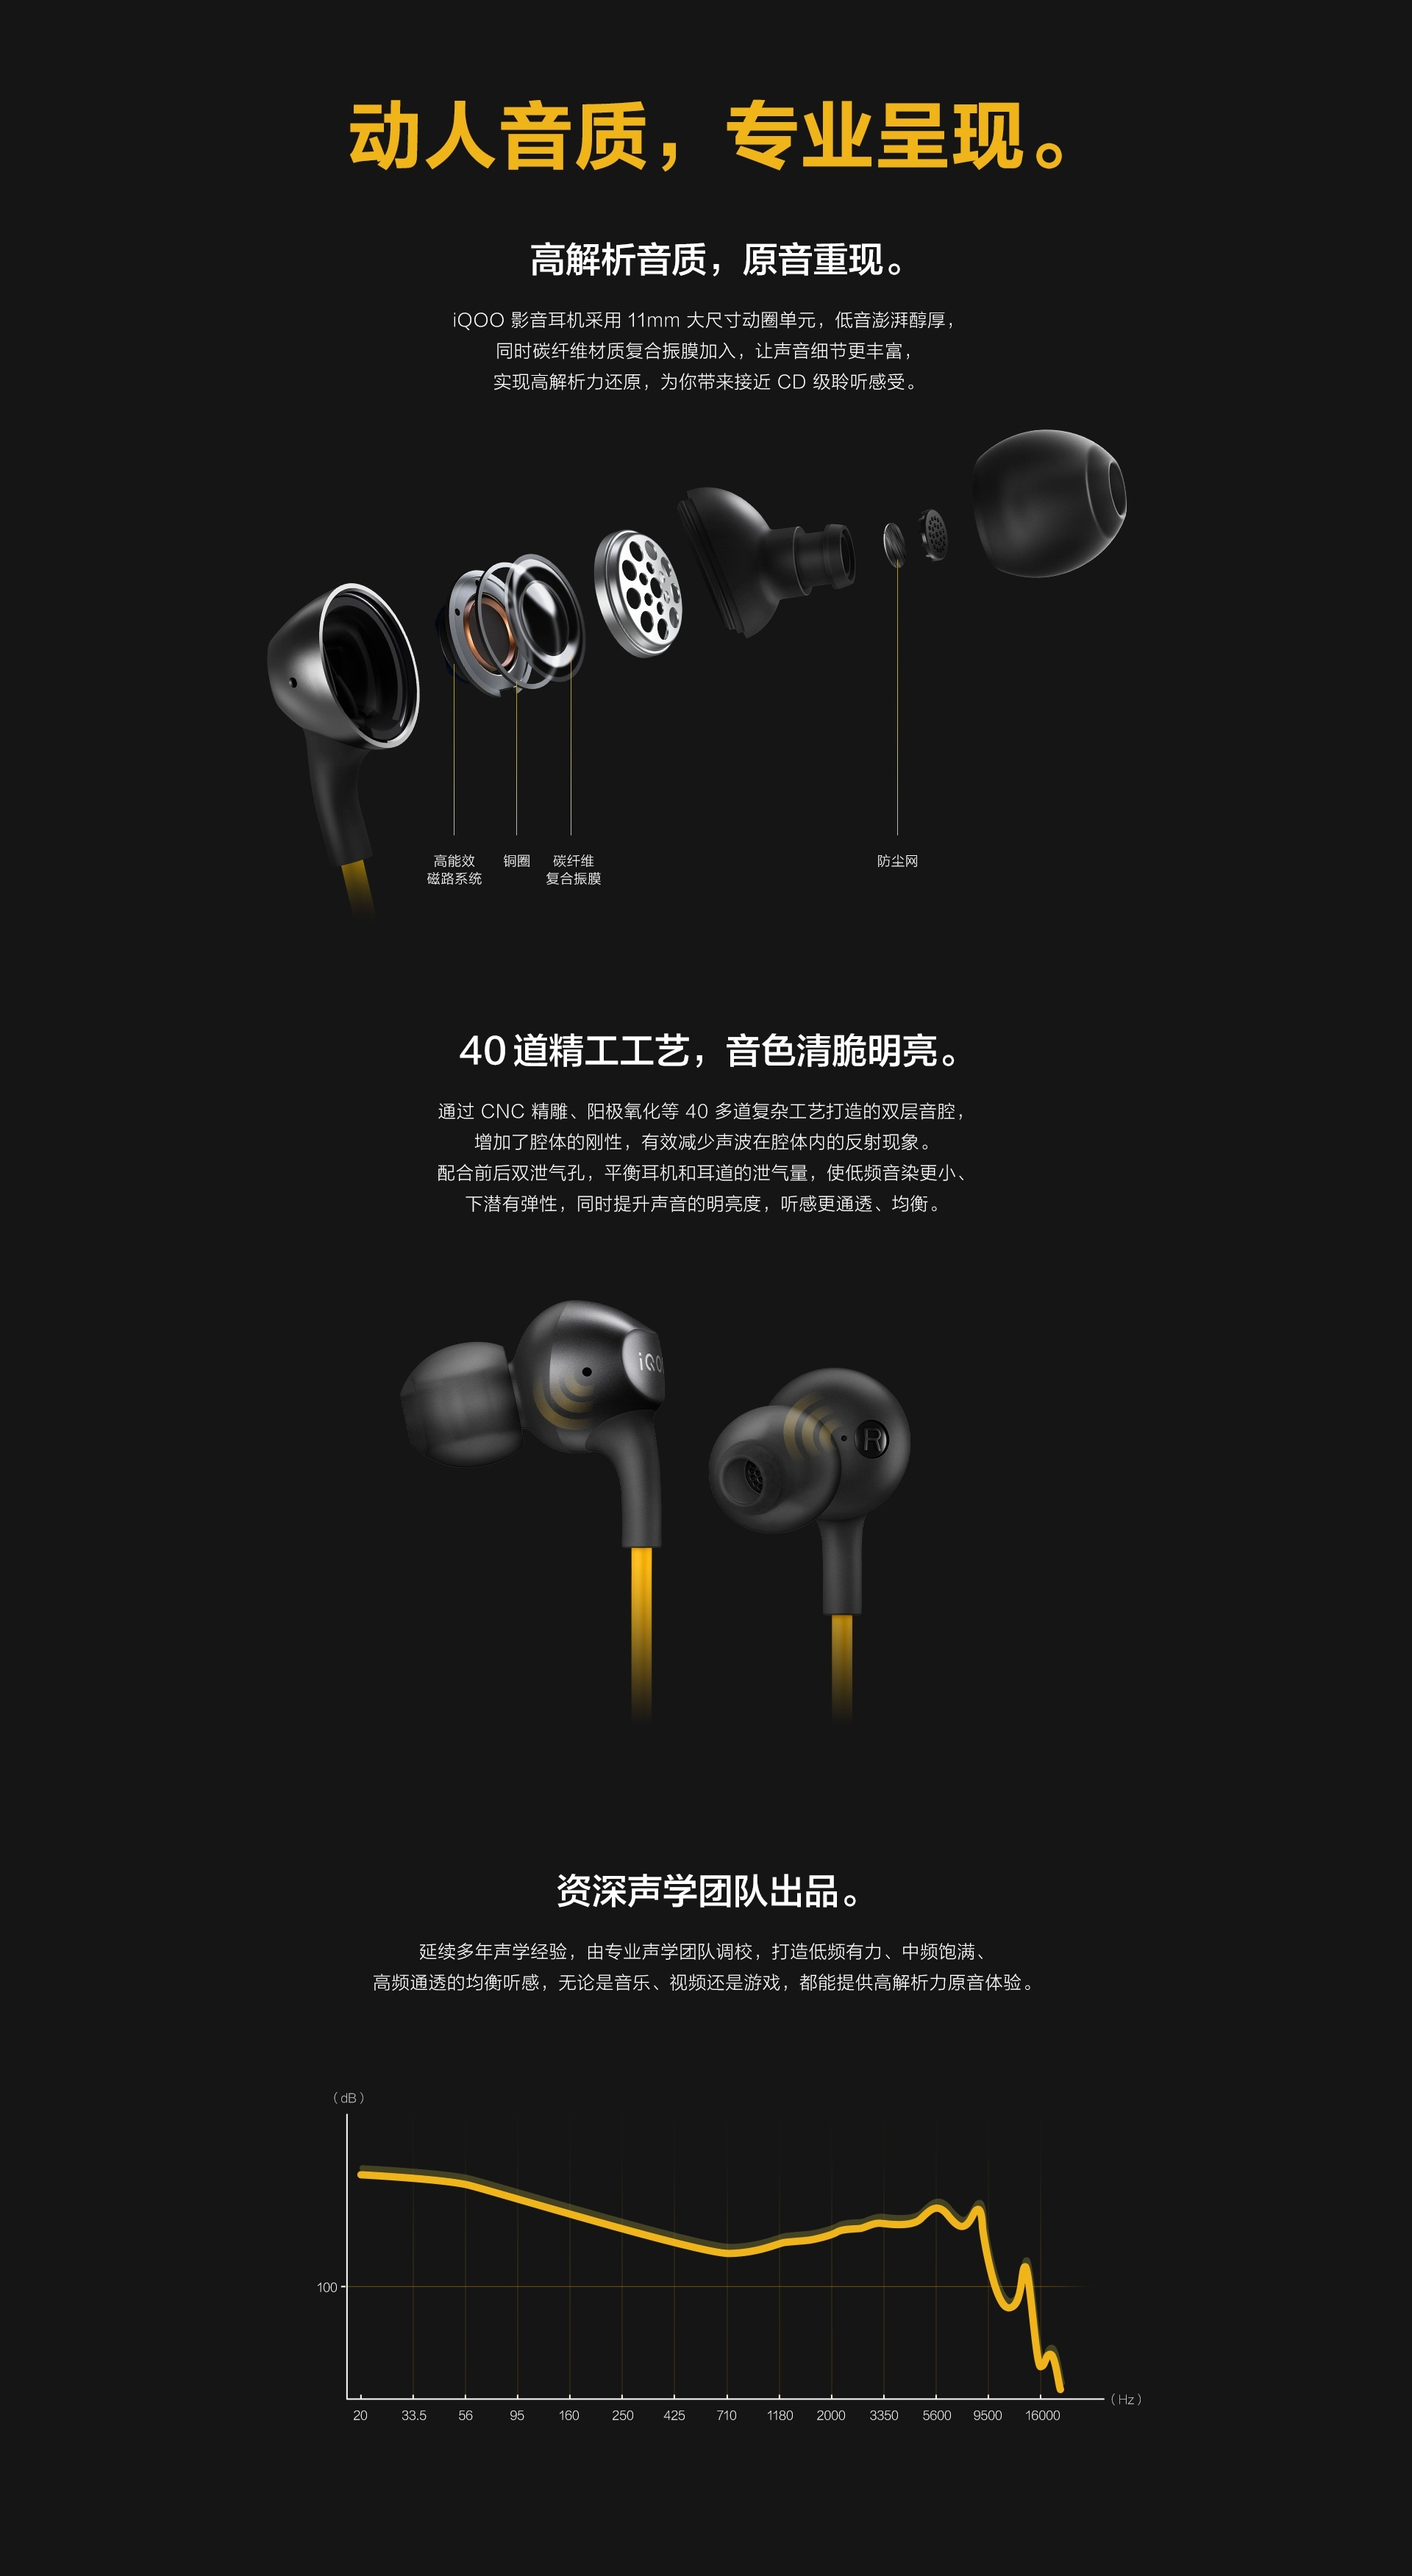 动人音质，专业呈现。
高解析音质，原音重现。
iQOO 影音耳机采用 11mm 大尺寸动圈单元，低音澎湃醇厚，
同时碳纤维材质复合振膜加入，让声音细节更丰富，
实现高解析力还原，为你带来接近 CD 级聆听感受。
高能效
磁路系统
铜圈
碳纤维
复合振膜
防尘网
40 道精工工艺，音色清脆明亮。
通过 CNC 精雕、阳极氧化等 40 多道复杂工艺打造的双层音腔，
增加了腔体的刚性，有效减少声波在腔体内的反射现象。
配合前后双泄气孔，平衡耳机和耳道的泄气量，使低频音染更小、
下潜有弹性，同时提升声音的明亮度，听感更通透、均衡。
iQO
R
资深声学团队出品。
延续多年声学经验，由专业声学团队调校，打造低频有力、中频饱满、
高频通透的均衡听感，无论是音乐、视频还是游戏，都能提供高解析力原音体验。
（dB）
100
20 33.5 56 95 160 250 425 710 1180 2000 3350 5600 9500 16000
（Hz）